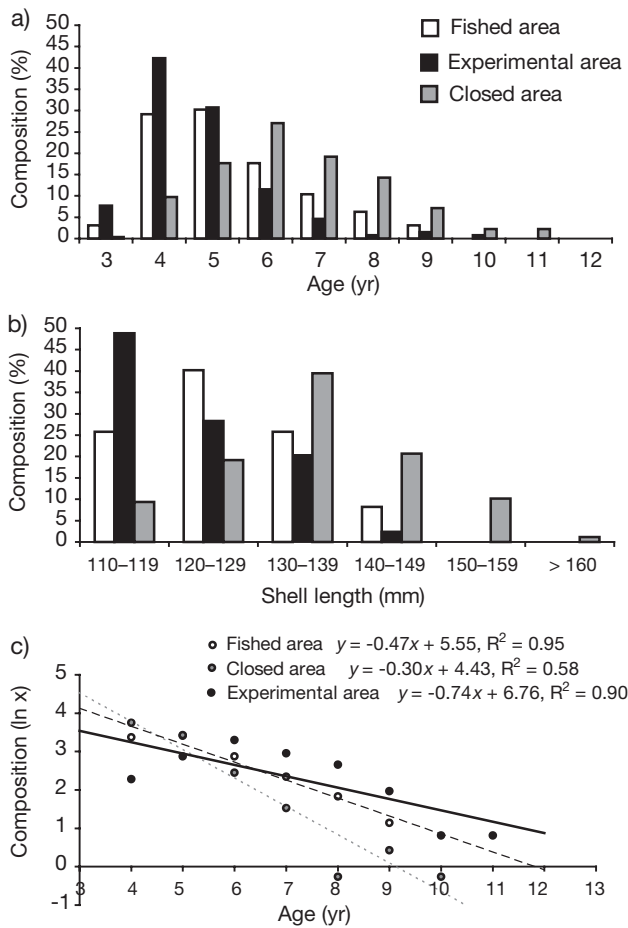 a)
Composition (%)
50
45
40
35
30
25
20
15
10
5
0
Fished area
Experimental area
Closed area
3 4 5 6 7 8 9 10 11 12
Age (yr)
b)
Composition (%)
50
45
40
35
30
25
20
15
10
5
0
110–119 120–129 130–139 140–149 150–159 > 160
Shell length (mm)
c)
Fished area y = -0.47x + 5.55, R² = 0.95
Closed area y = -0.30x + 4.43, R² = 0.58
Experimental area y = -0.74x + 6.76, R² = 0.90
Composition (ln x)
5
4
3
2
1
0
-1
3 4 5 6 7 8 9 10 11 12 13
Age (yr)